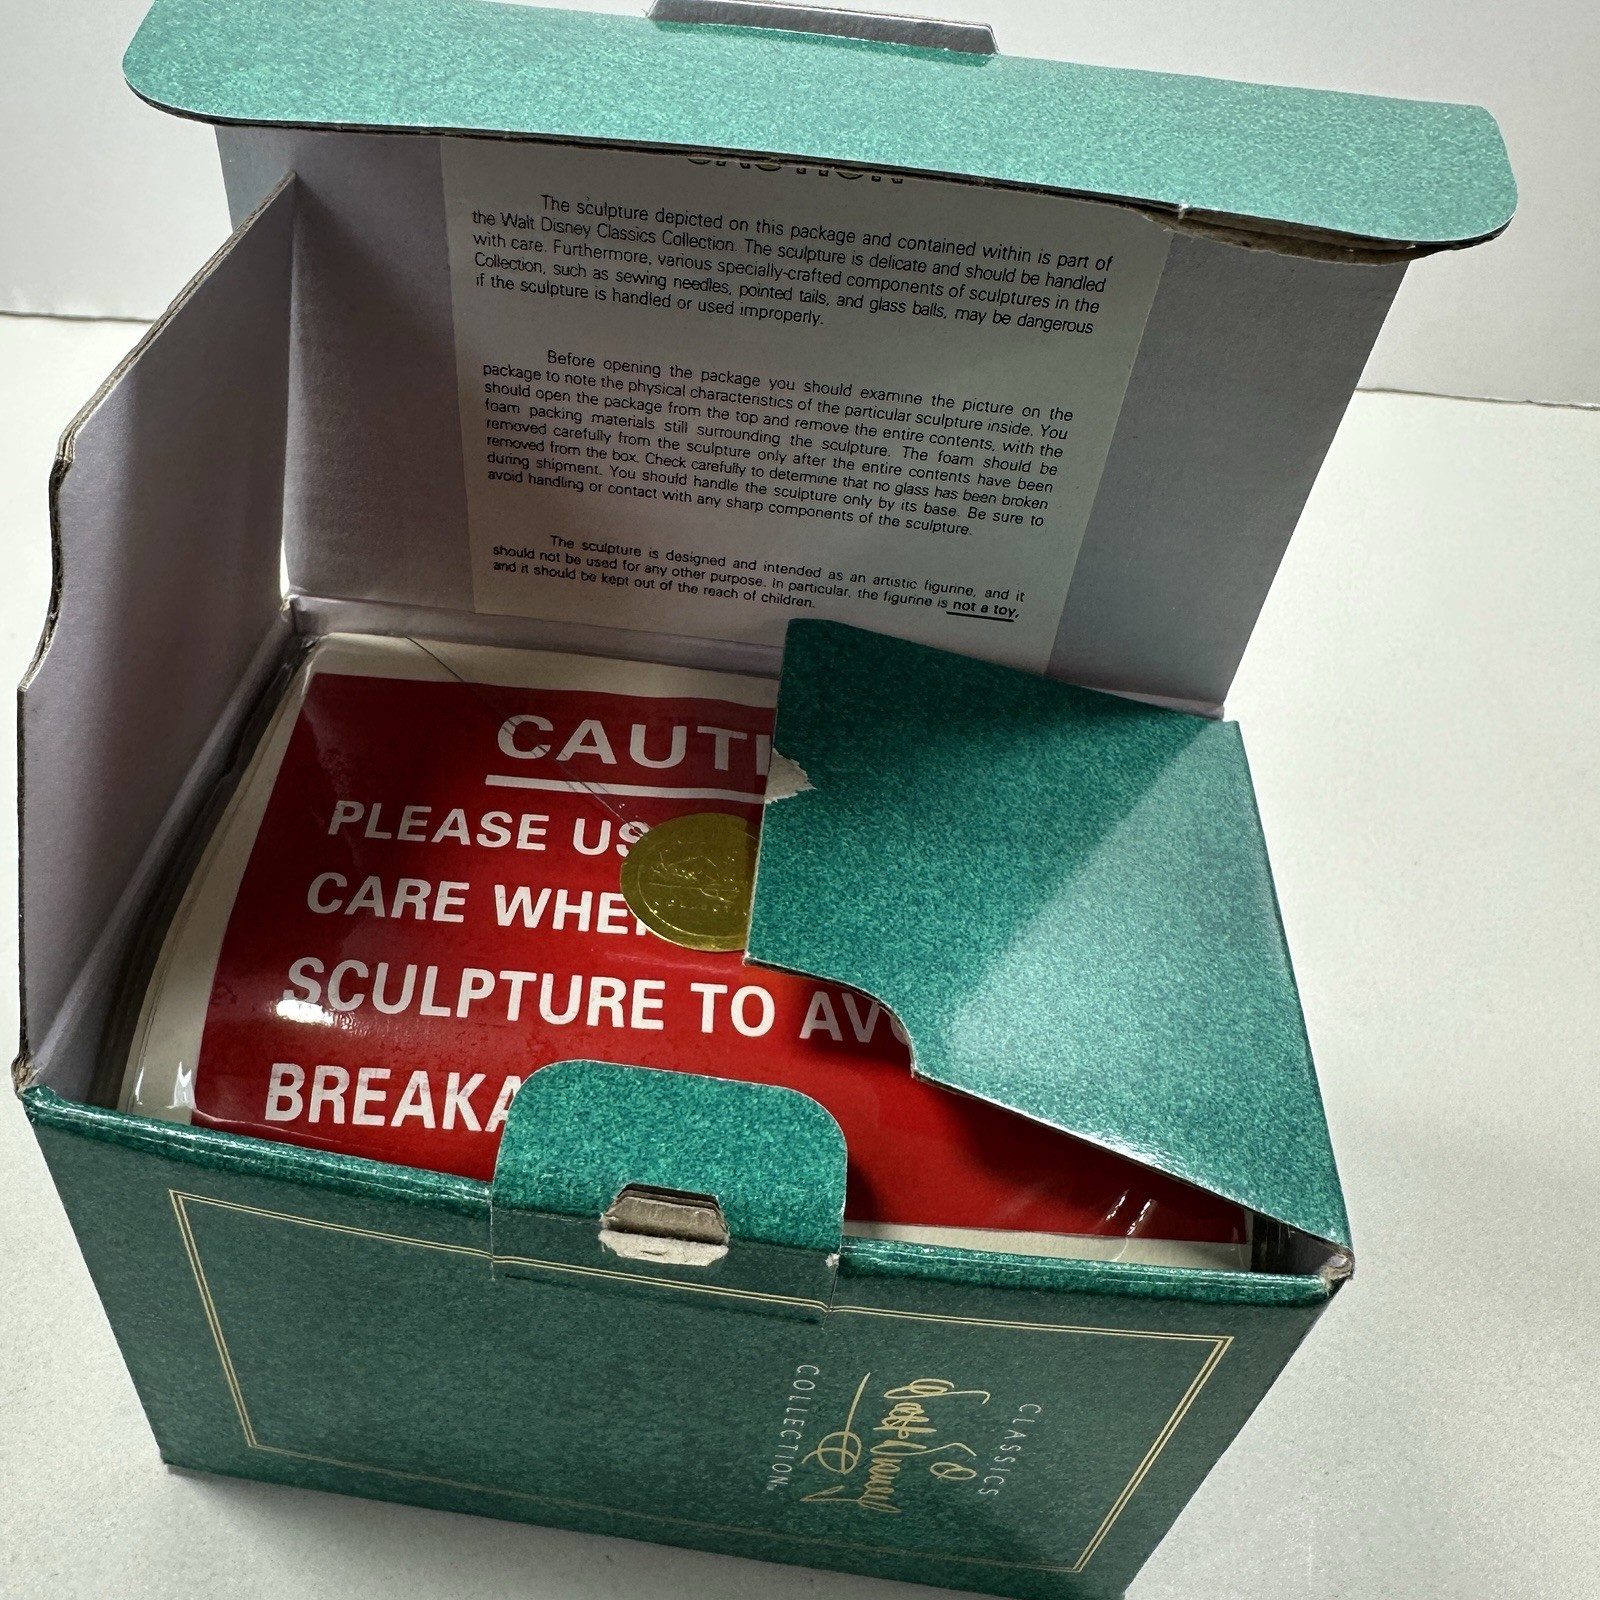 CAUTION
The sculpture depicted on this package and contained within is part of
the Walt Disney Classics Collection. The sculpture is delicate and should be handled
with care. Furthermore, various specially-crafted components of sculptures in the
Collection, such as sewing needles, pointed tails, and glass balls, may be dangerous
if the sculpture is handled or used improperly.
Before opening the package you should examine the picture on the
package to note the physical characteristics of the particular sculpture inside. You
should open the package from the top and remove the entire contents, with the
foam packing materials still surrounding the sculpture. The foam should be
removed carefully from the sculpture only after the entire contents have been
removed from the box. Check carefully to determine that no glass has been broken
during shipment. You should handle the sculpture only by its base. Be sure to
avoid handling or contact with any sharp components of the sculpture.
The sculpture is designed and intended as an artistic figurine, and it
should not be used for any other purpose. In particular, the figurine is not a toy,
and it should be kept out of the reach of children.
CAUTI
PLEASE US
CARE WHE
SCULPTURE TO AVO
BREAKA
CLASSICS
Walt Disney
COLLECTION